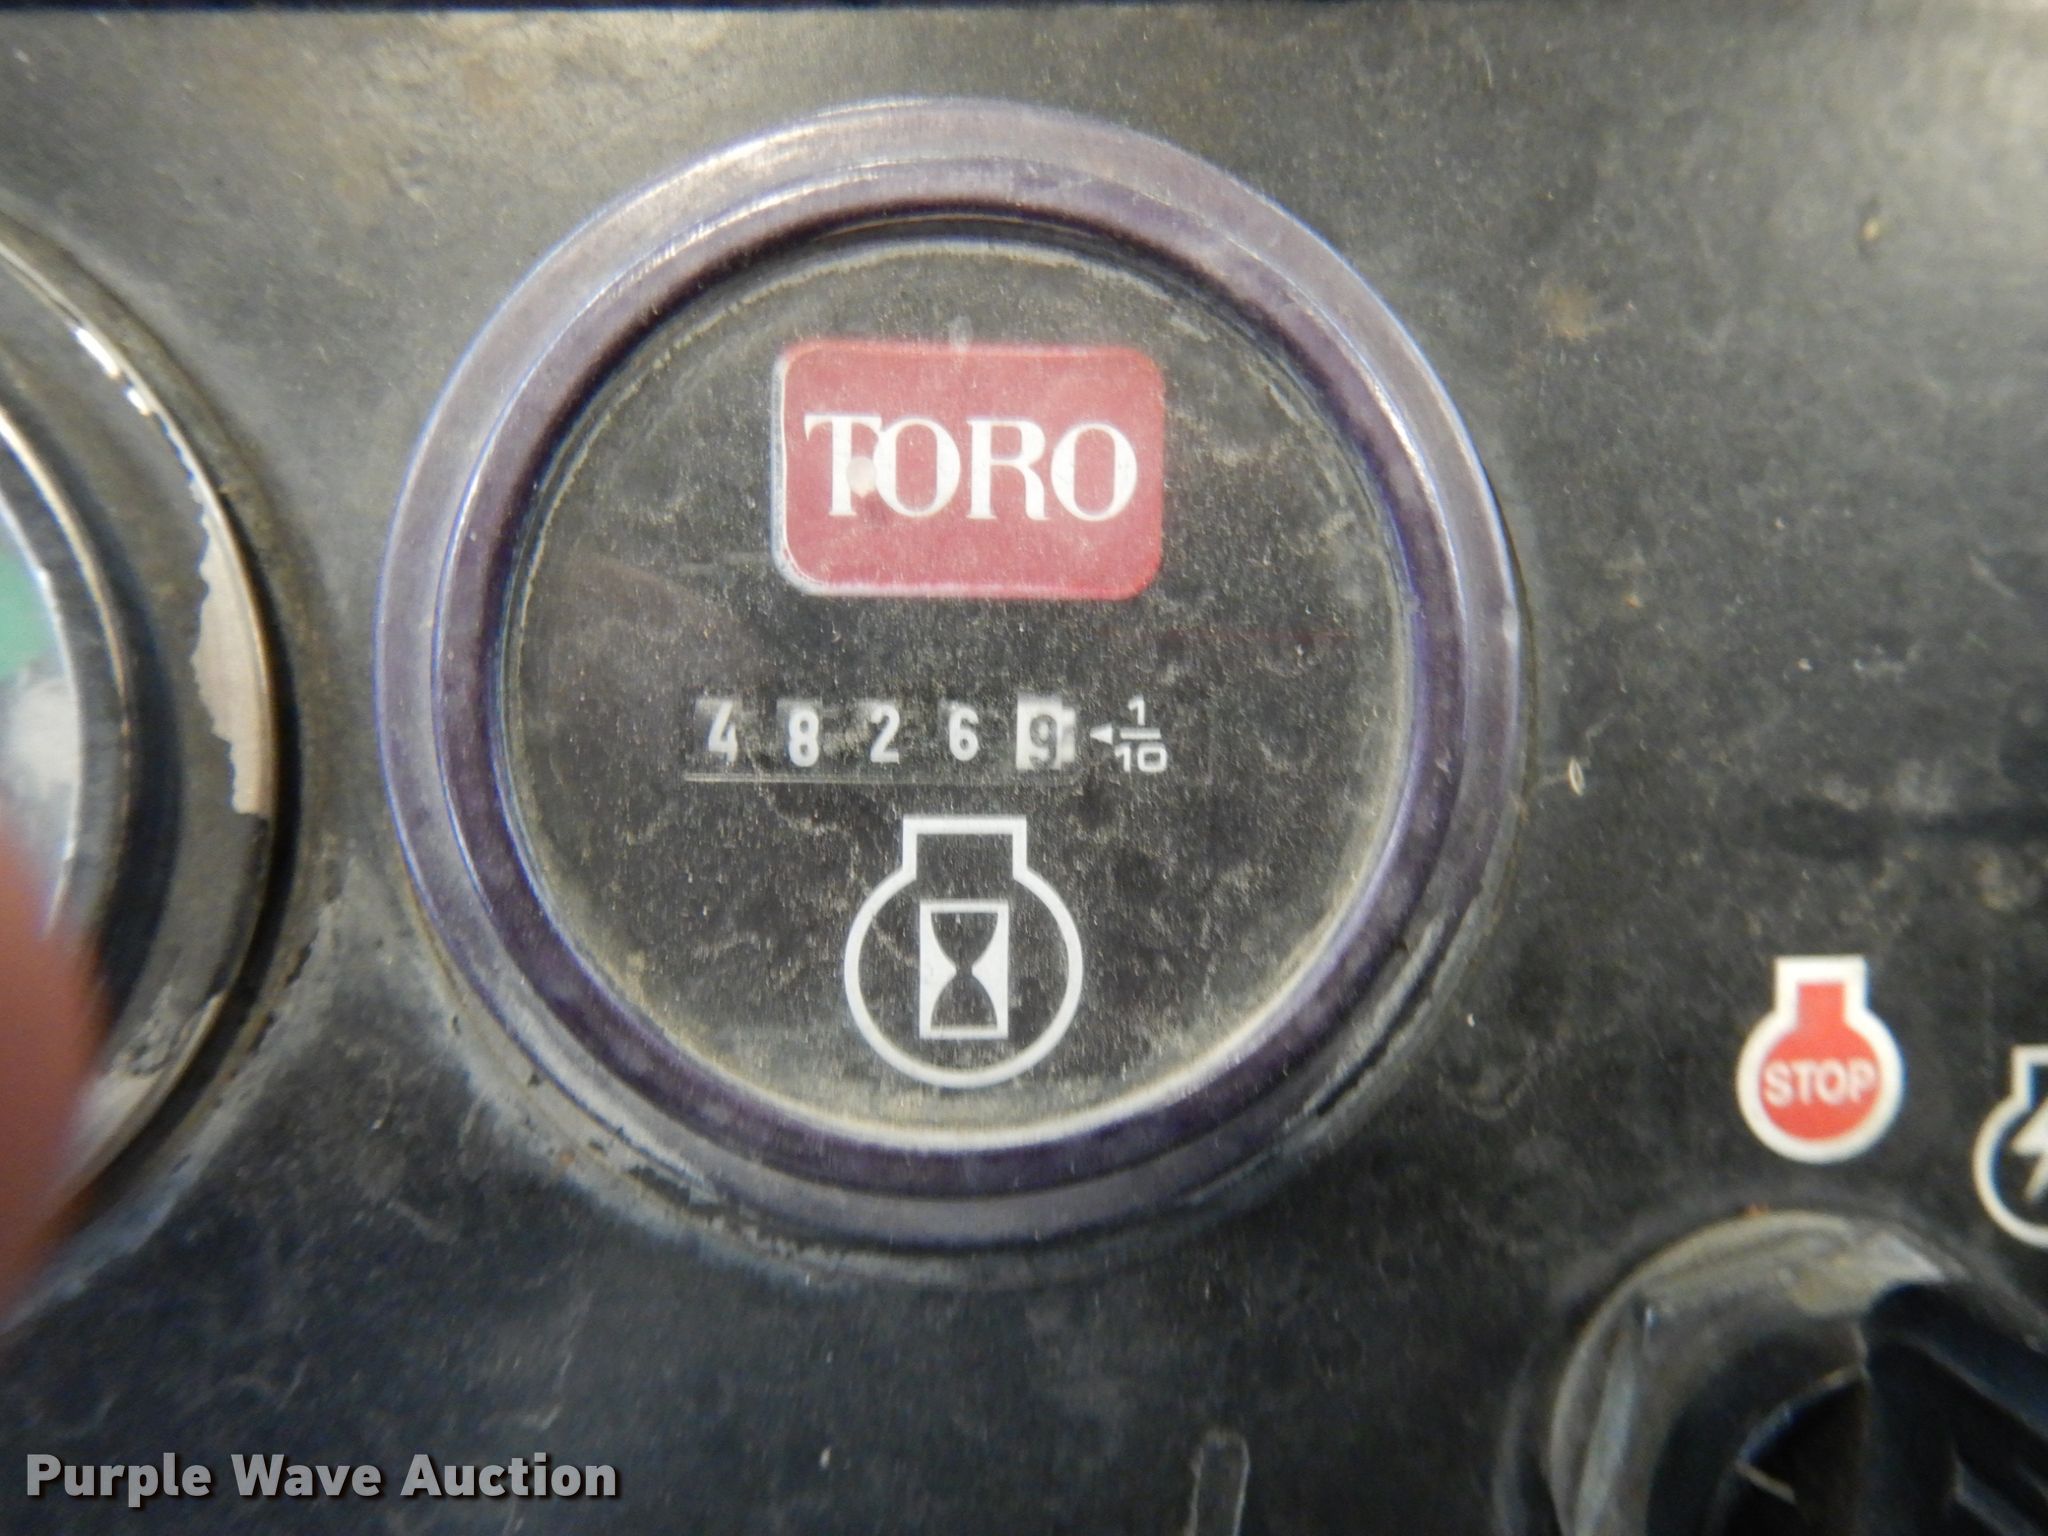 TORO
48269 1/10
STOP
Purple Wave Auction